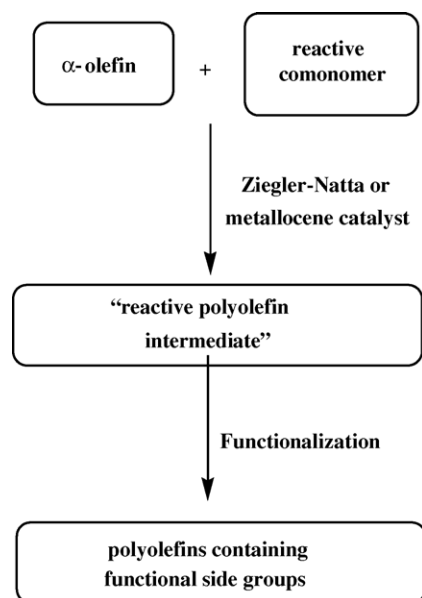 α-olefin
+
reactive
comonomer
Ziegler-Natta or
metallocene catalyst
“reactive polyolefin
intermediate”
Functionalization
polyolefins containing
functional side groups